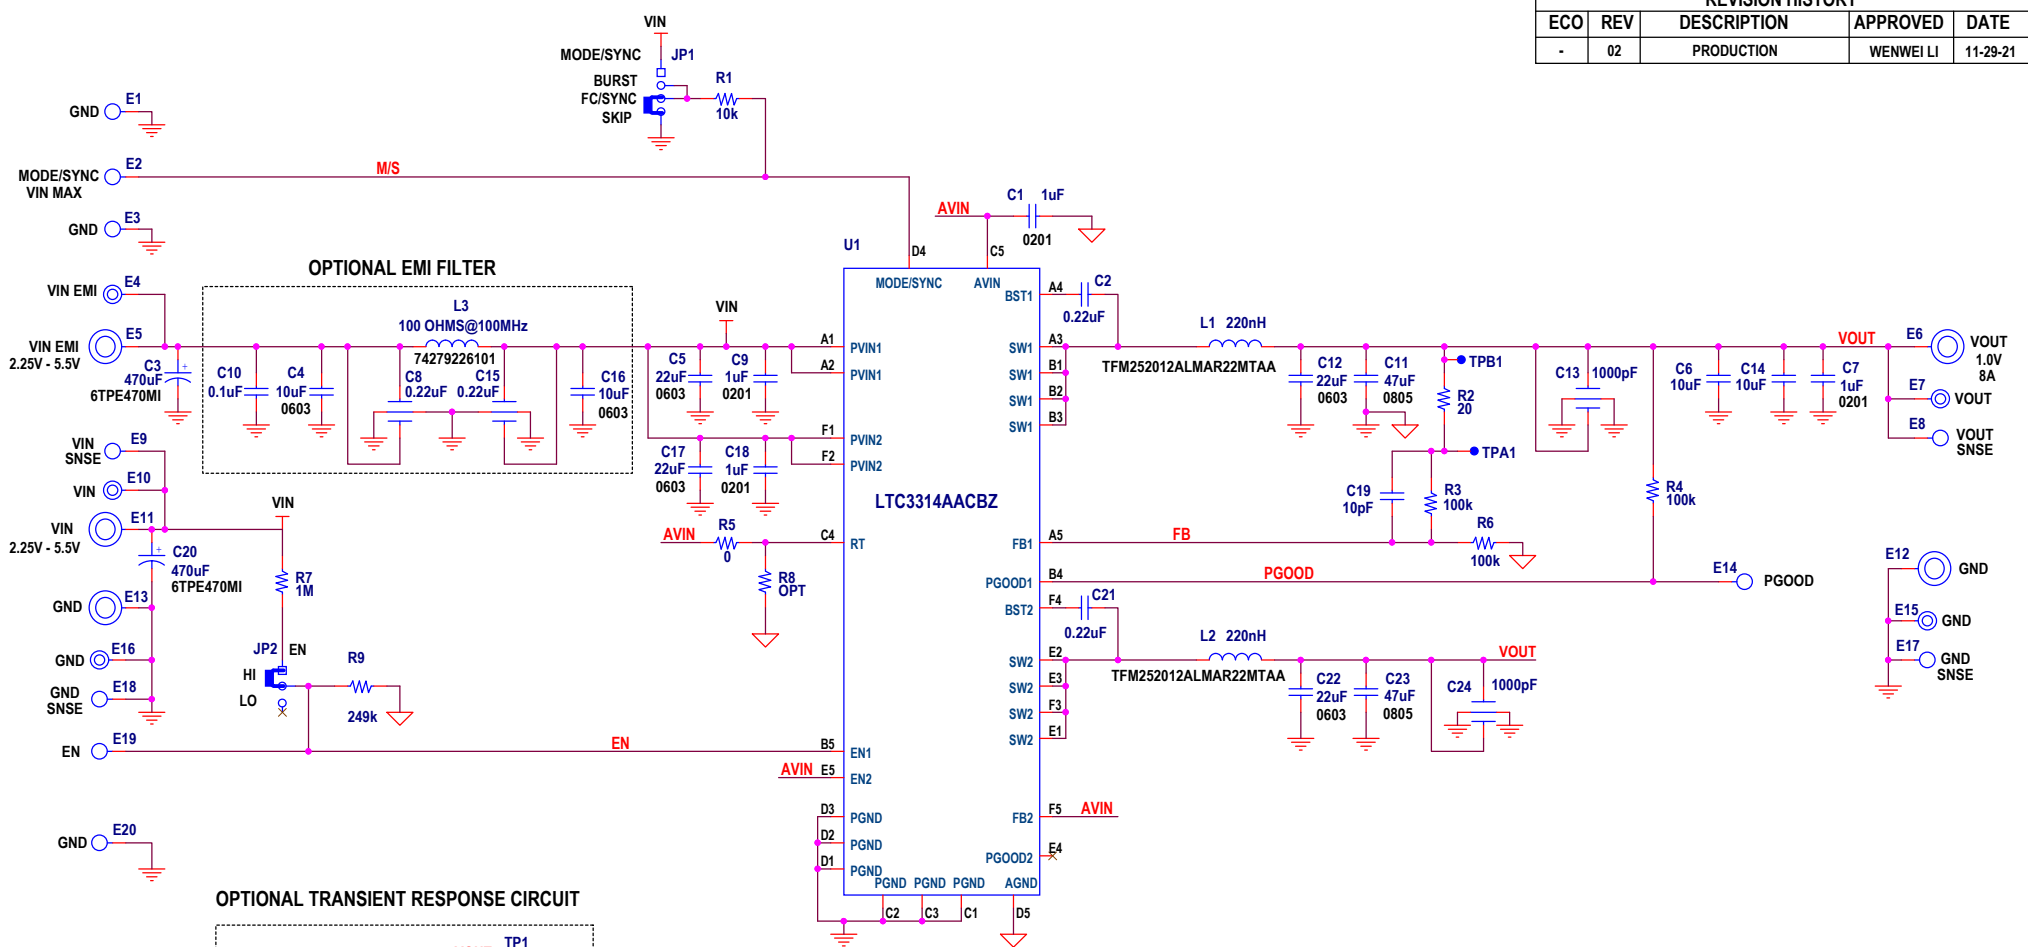 REVISION HISTORY
ECO REV DESCRIPTION APPROVED DATE
- 02 PRODUCTION WENWEI LI 11-29-21
VIN
MODE/SYNC JP1
BURST
FC/SYNC
SKIP
R1
10k
GND E1
MODE/SYNC E2
VIN MAX
M/S
GND E3
AVIN
C1 1uF
0201
U1
D4
C5
OPTIONAL EMI FILTER
VIN EMI E4
VIN EMI E5
2.25V - 5.5V
C3
470uF
+
6TPE470MI
C10
0.1uF
C4
10uF
0603
L3
100 OHMS@100MHz
74279226101
C8
0.22uF
C15
0.22uF
C16
10uF
0603
VIN
C5
22uF
0603
C9
1uF
0201
C17
22uF
0603
C18
1uF
0201
A1 PVIN1
A2 PVIN1
F1 PVIN2
F2 PVIN2
MODE/SYNC
AVIN
LTC3314AACBZ
AVIN
R5
0
C4 RT
R8
OPT
BST1 A4
C2
0.22uF
SW1 A3
SW1 B1
SW1 B2
SW1 B3
L1 220nH
TFM252012ALMAR22MTAA
C12
22uF
0603
C11
47uF
0805
TPB1
R2
20
TPA1
C19
10pF
R3
100k
R6
100k
C13
1000pF
R4
100k
C6
10uF
C14
10uF
C7
1uF
0201
VOUT
E6
VOUT
1.0V
8A
E7
VOUT
E8
VOUT
SNSE
VIN
SNSE
E9
VIN E10
VIN E11
2.25V - 5.5V
C20
+
470uF
6TPE470MI
VIN
R7
1M
GND E13
GND E16
GND
SNSE
E18
JP2 EN
HI
LO
R9
249k
EN E19
EN
B5 EN1
AVIN E5 EN2
FB1 A5 FB
PGOOD1 B4 PGOOD
E14 PGOOD
BST2 F4
C21
0.22uF
SW2 E2
SW2 E3
SW2 F3
SW2 E1
L2 220nH
TFM252012ALMAR22MTAA
C22
22uF
0603
C23
47uF
0805
C24
1000pF
VOUT
E12
GND
E15
GND
E17
GND
SNSE
FB2 F5 AVIN
PGOOD2 E4
D3 PGND
D2 PGND
D1 PGND
PGND PGND PGND AGND
C2 C3 C1 D5
GND E20
OPTIONAL TRANSIENT RESPONSE CIRCUIT
TP1